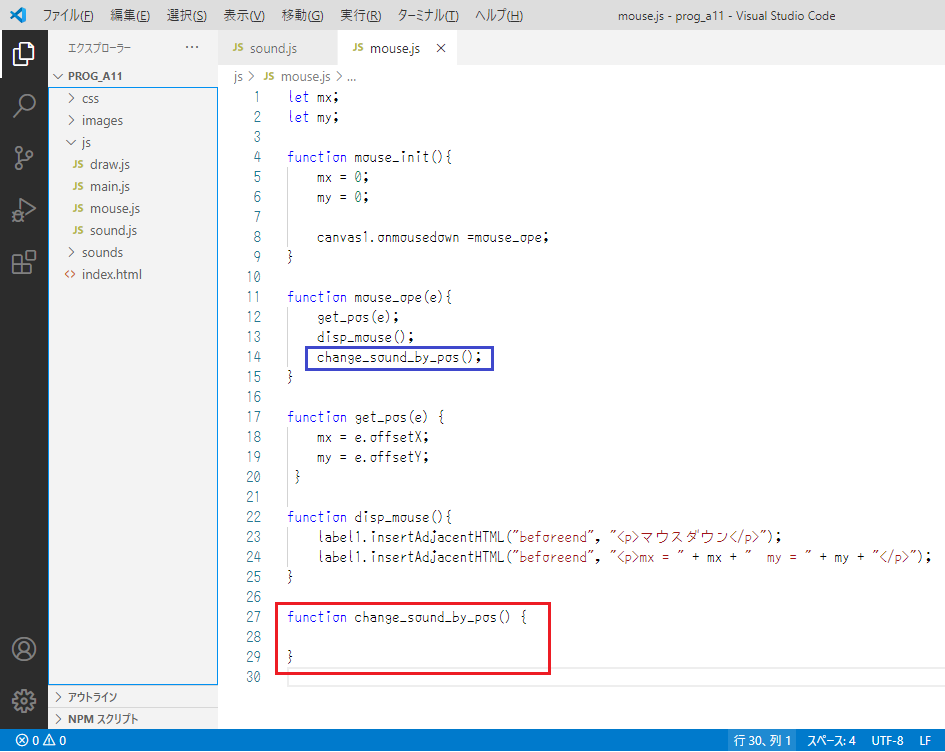 ファイル(F) 編集(E) 選択(S) 表示(V) 移動(G) 実行(R) ターミナル(T) ヘルプ(H) mouse.js - prog_a11 - Visual Studio Code
エクスプローラー ···
PROG_A11
css
images
js
JS draw.js
JS main.js
JS mouse.js
JS sound.js
sounds
<> index.html
アウトライン
NPM スクリプト
JS sound.js JS mouse.js ×
js > JS mouse.js > ...
1 let mx;
2 let my;
3
4 function mouse_init(){
5 mx = 0;
6 my = 0;
7
8 canvas1.onmousedown =mouse_ope;
9 }
10
11 function mouse_ope(e){
12 get_pos(e);
13 disp_mouse();
14 change_sound_by_pos();
15 }
16
17 function get_pos(e) {
18 mx = e.offsetX;
19 my = e.offsetY;
20 }
21
22 function disp_mouse(){
23 label1.insertAdjacentHTML("beforeend", "<p>マウスダウン</p>");
24 label1.insertAdjacentHTML("beforeend", "<p>mx = " + mx + "  my = " + my + "</p>");
25 }
26
27 function change_sound_by_pos() {
28
29 }
30
0 0 行 30、列 1 スペース: 4 UTF-8 LF